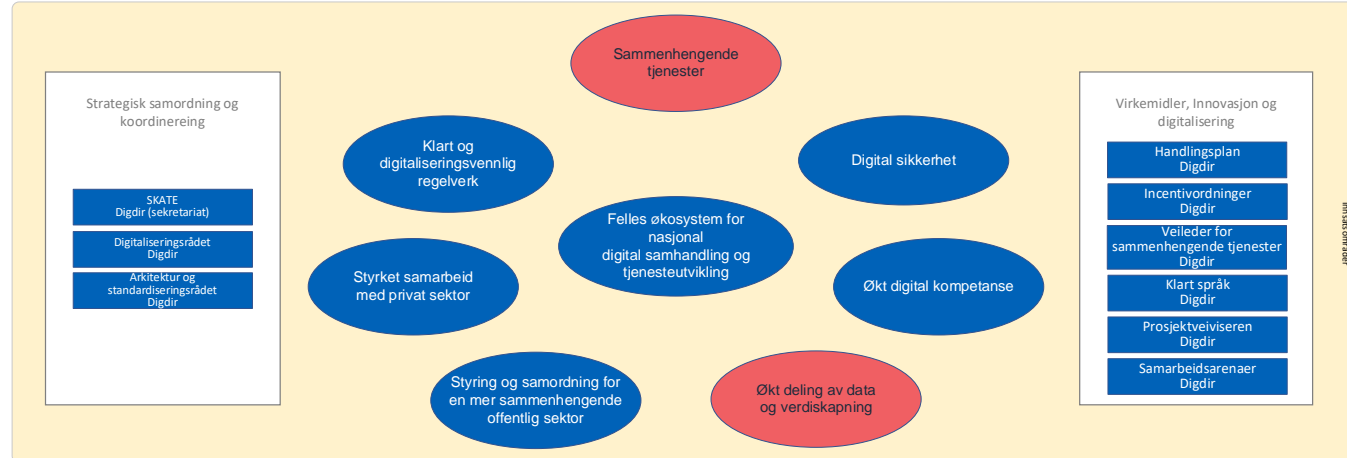 Sammenhengende
tjenester
Strategisk samordning og
koordinereing
SKATE
Digdir (sekretariat)
Digitaliseringsrådet
Digdir
Arkitektur og
standardiseringsrådet
Digdir
Klart og
digitaliseringsvennlig
regelverk
Digital sikkerhet
Felles økosystem for
nasjonal
digital samhandling og
tjenesteutvikling
Styrket samarbeid
med privat sektor
Økt digital kompetanse
Styring og samordning for
en mer sammenhengende
offentlig sektor
Økt deling av data
og verdiskapning
Virkemidler, Innovasjon og
digitalisering
Handlingsplan
Digdir
Incentivordninger
Digdir
Veileder for
sammenhengende tjenester
Digdir
Klart språk
Digdir
Prosjektveiviseren
Digdir
Samarbeidsarenaer
Digdir